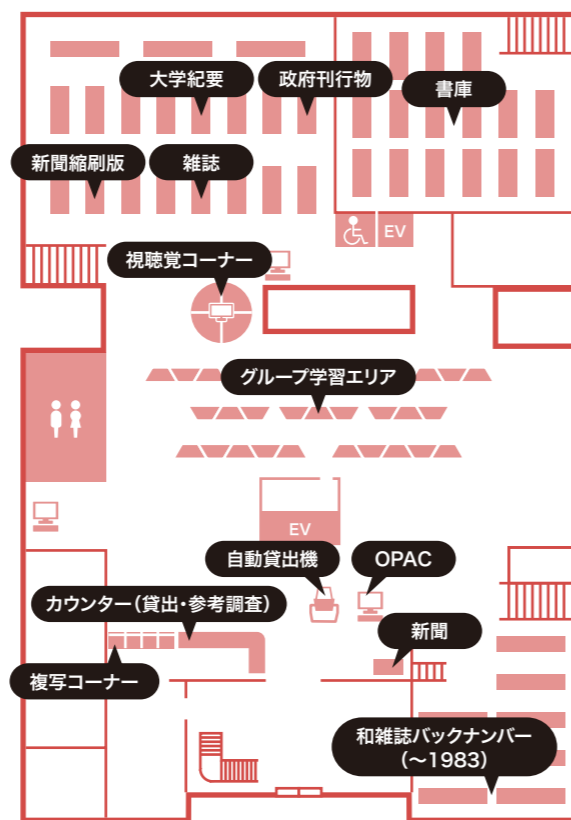 大学紀要
政府刊行物
書庫
新聞縮刷版
雑誌
EV
視聴覚コーナー
グループ学習エリア
EV
自動貸出機
OPAC
カウンター（貸出・参考調査）
新聞
複写コーナー
和雑誌バックナンバー
（～1983）